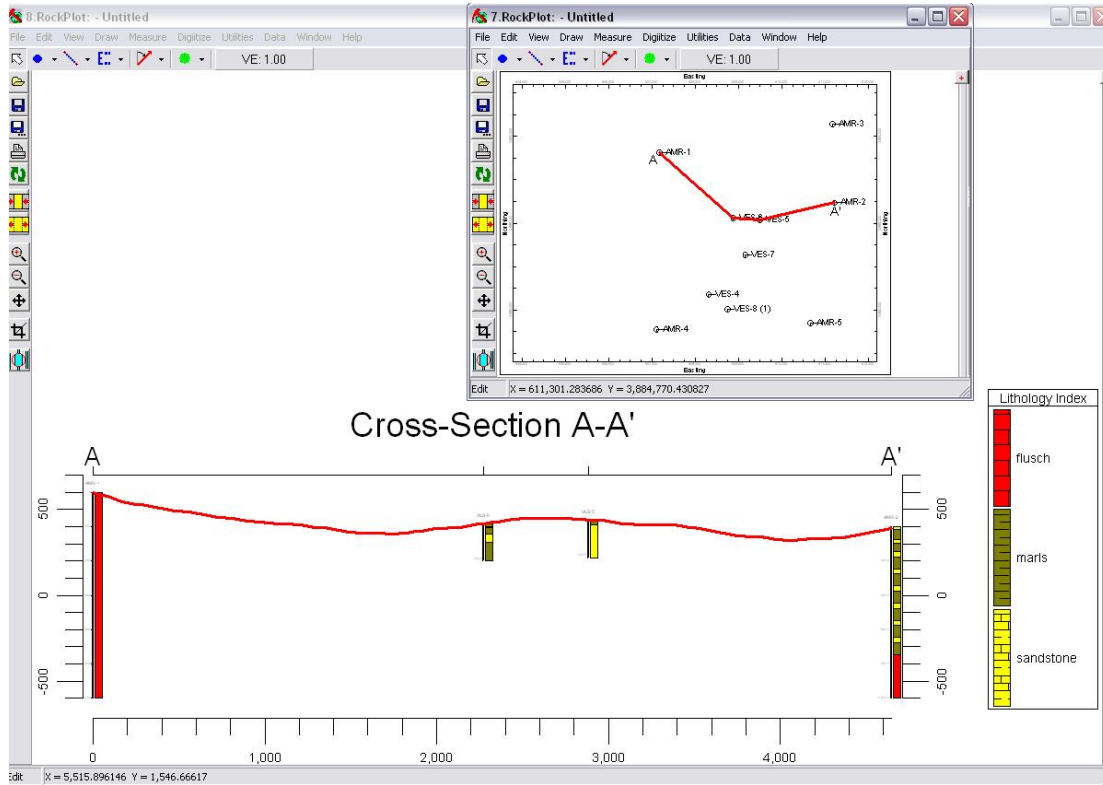 8.RockPlot: - Untitled
File Edit View Draw Measure Digiitize Utilities Data Window Help
VE: 1.00
7.RockPlot: - Untitled
File Edit View Draw Measure Digiitize Utilities Data Window Help
VE: 1.00
Easting
AMR-3
AMR-1
A
AMR-2
A'
VES-6
VES-5
Northing
Northing
VES-7
VES-4
VES-8 (1)
AMR-4
AMR-5
Easting
Edit X = 611,301.283686 Y = 3,884,770.430827
Cross-Section A-A'
A
A'
500
0
-500
500
0
-500
0
1,000
2,000
3,000
4,000
Lithology Index
flusch
marls
sandstone
Edit X = 5,515.896146 Y = 1,546.66617